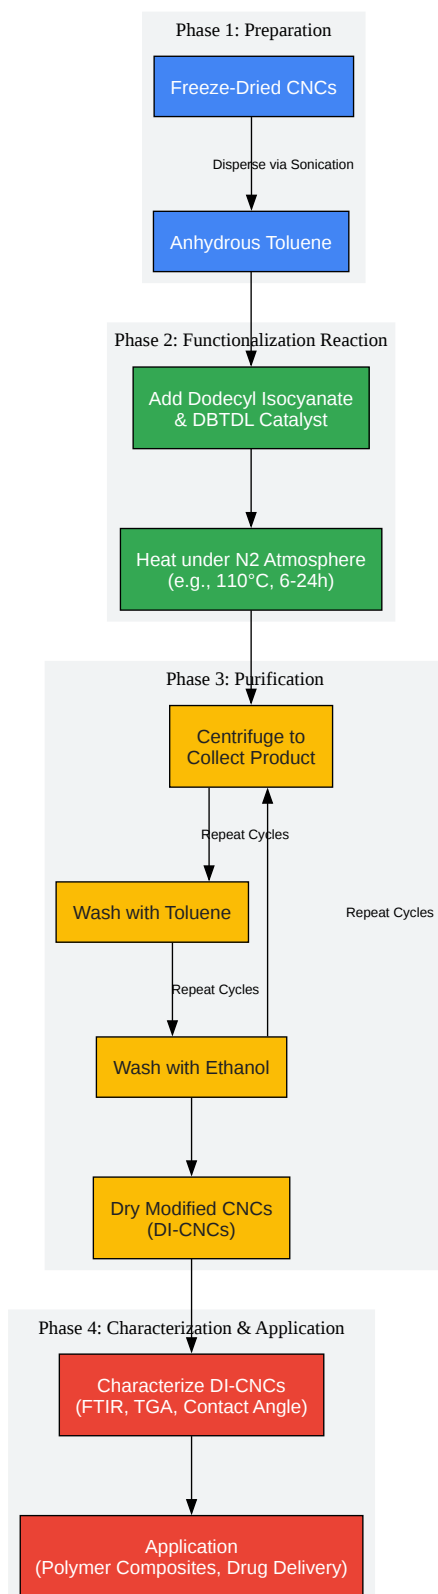 Phase 1: Preparation
Freeze-Dried CNCs
Disperse via Sonication
Anhydrous Toluene
Phase 2: Functionalization Reaction
Add Dodecyl Isocyanate
& DBTDL Catalyst
Heat under N2 Atmosphere
(e.g., 110°C, 6-24h)
Phase 3: Purification
Centrifuge to
Collect Product
Repeat Cycles
Wash with Toluene
Repeat Cycles
Repeat Cycles
Wash with Ethanol
Dry Modified CNCs
(DI-CNCs)
Phase 4: Characterization & Application
Characterize DI-CNCs
(FTIR, TGA, Contact Angle)
Application
(Polymer Composites, Drug Delivery)